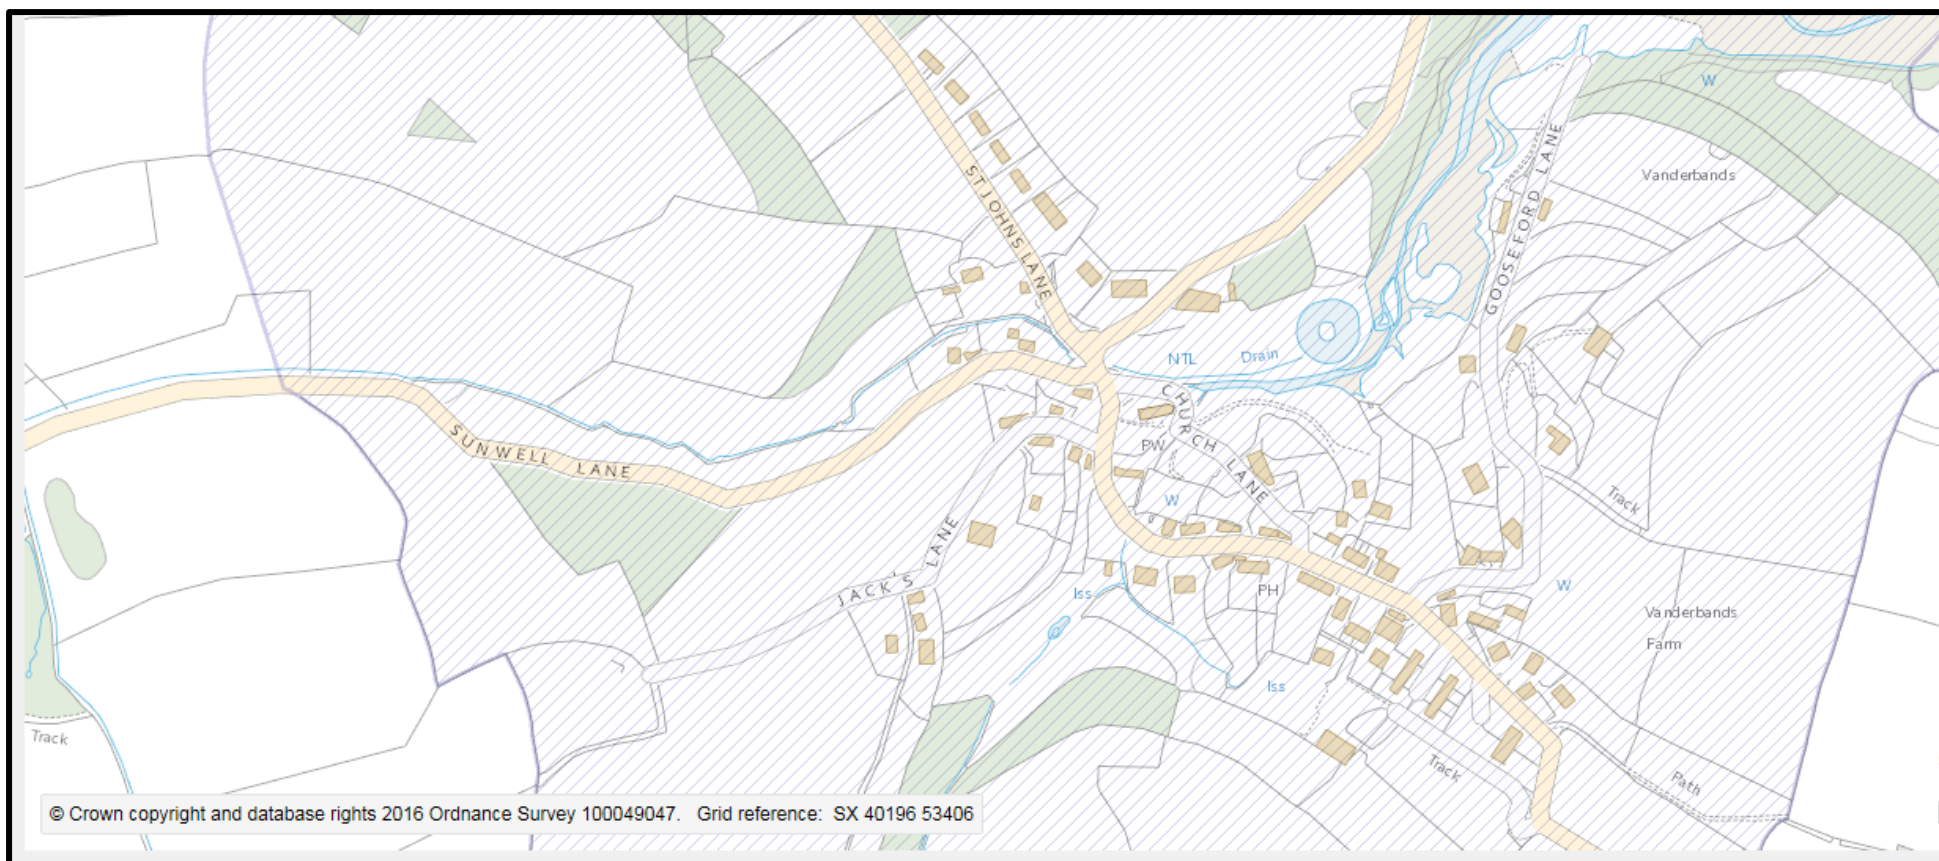 W
Vanderbands
ST JOHNS LANE
GOOSEFORD LANE
NTL
Drain
CHURCH LANE
PW
SUNWELL LANE
W
Track
JACK'S LANE
Iss
PH
W
Vanderbands
Farm
Iss
Track
Track
Path
© Crown copyright and database rights 2016 Ordnance Survey 100049047. Grid reference: SX 40196 53406